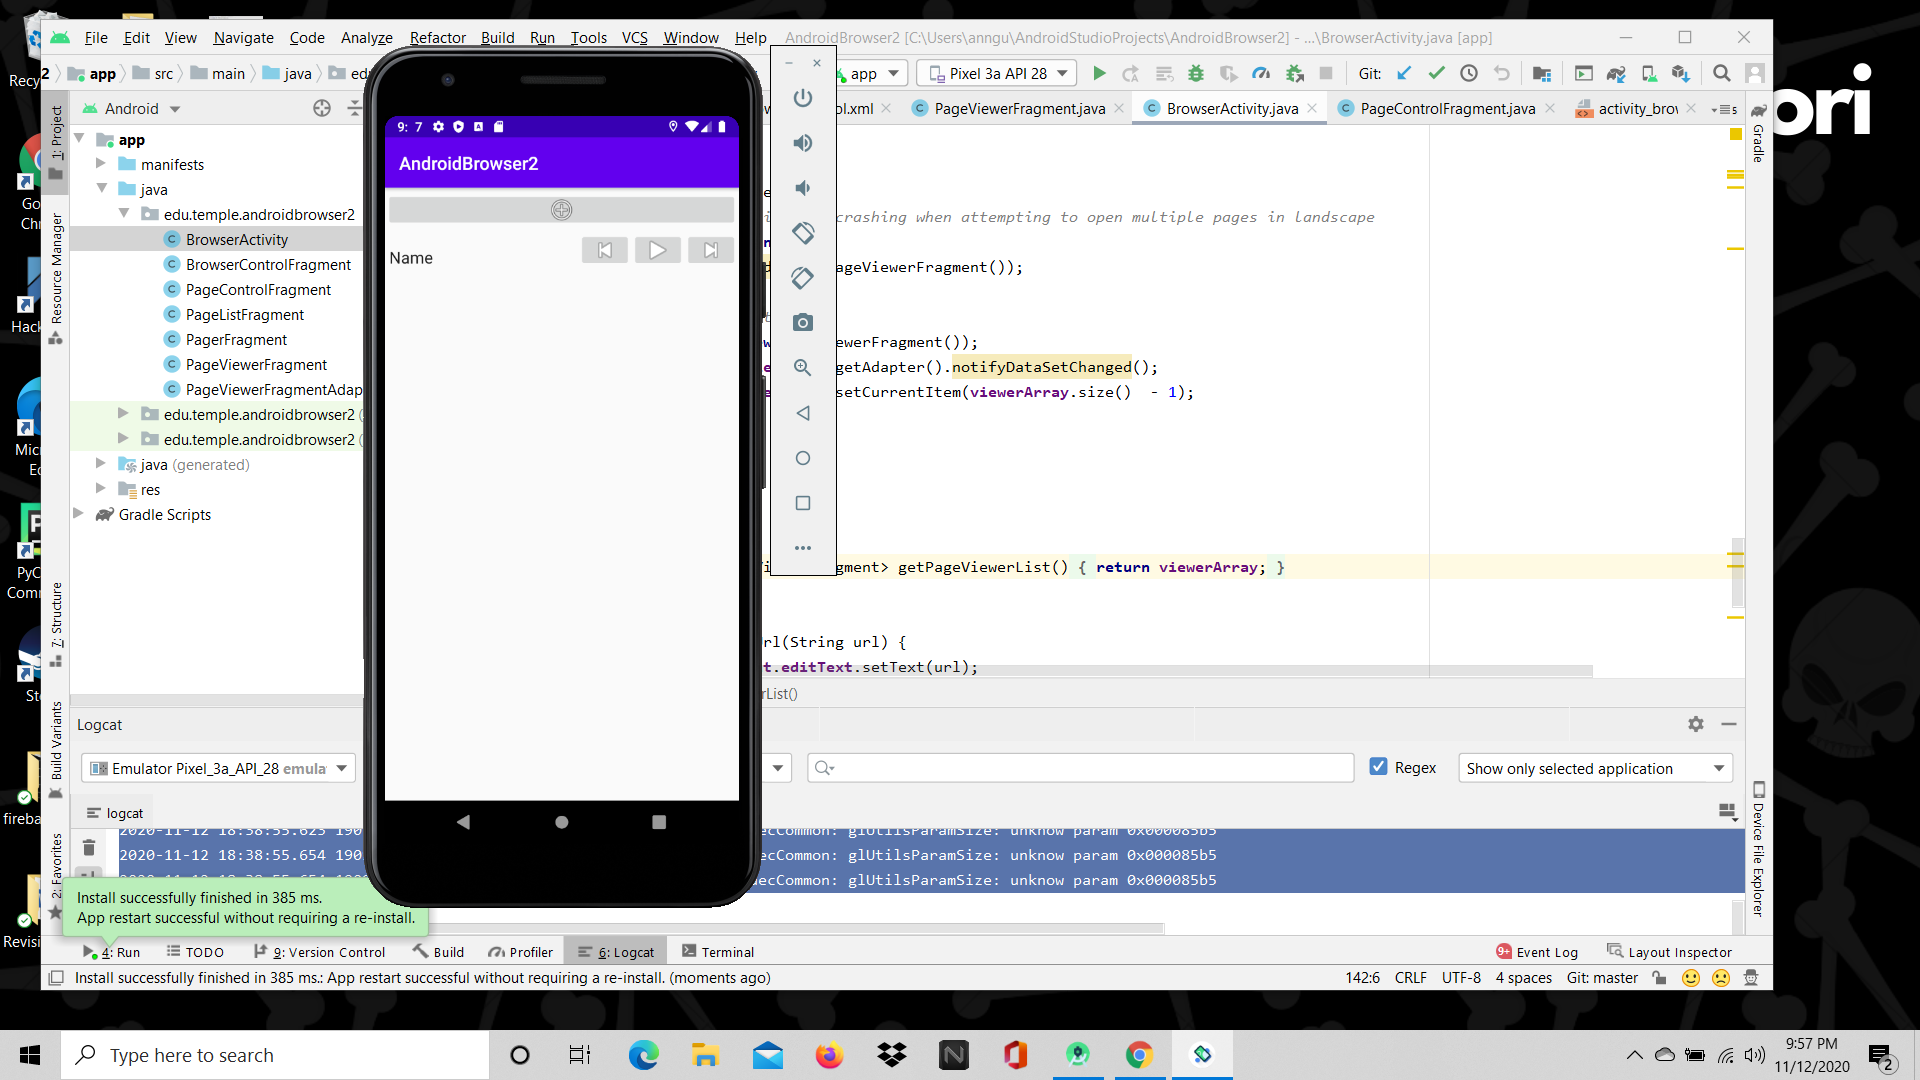 File Edit View Navigate Code Analyze Refactor Build Run Tools VCS Window Help AndroidBrowser2 [C:\Users\anngu\AndroidStudioProjects\AndroidBrowser2] - ...\BrowserActivity.java [app]
2 app src main java
app Pixel 3a API 28 Git:
Android
PageViewerFragment.java BrowserActivity.java PageControlFragment.java
app
manifests
java
edu.temple.androidbrowser2
BrowserActivity
BrowserControlFragment
PageControlFragment
PageListFragment
PagerFragment
PageViewerFragment
PageViewerFragmentAdap
edu.temple.androidbrowser2
edu.temple.androidbrowser2
java (generated)
res
Gradle Scripts
1: Project
Resource Manager
7: Structure
Build Variants
2: Favorites
9: 7
AndroidBrowser2
Name
crashing when attempting to open multiple pages in landscape
ageViewerFragment());
ewerFragment());
getAdapter().notifyDataSetChanged();
setCurrentItem(viewerArray.size() - 1);
gment> getPageViewerList() { return viewerArray; }
rl(String url) {
t.editText.setText(url);
rList()
Gradle
Device File Explorer
Logcat
Emulator Pixel_3a_API_28 emula
Regex
Show only selected application
logcat
2020-11-12 18:38:55.623 190
ecCommon: glUtilsParamSize: unknow param 0x000085b5
2020-11-12 18:38:55.654 190
ecCommon: glUtilsParamSize: unknow param 0x000085b5
ecCommon: glUtilsParamSize: unknow param 0x000085b5
Install successfully finished in 385 ms.
App restart successful without requiring a re-install.
4: Run TODO 9: Version Control Build Profiler 6: Logcat Terminal 9+ Event Log Layout Inspector
Install successfully finished in 385 ms.: App restart successful without requiring a re-install. (moments ago) 142:6 CRLF UTF-8 4 spaces Git: master
Type here to search
9:57 PM
11/12/2020
2
ori
Recy
Hack
Micr
PyC
Comm
fireba
Revisi